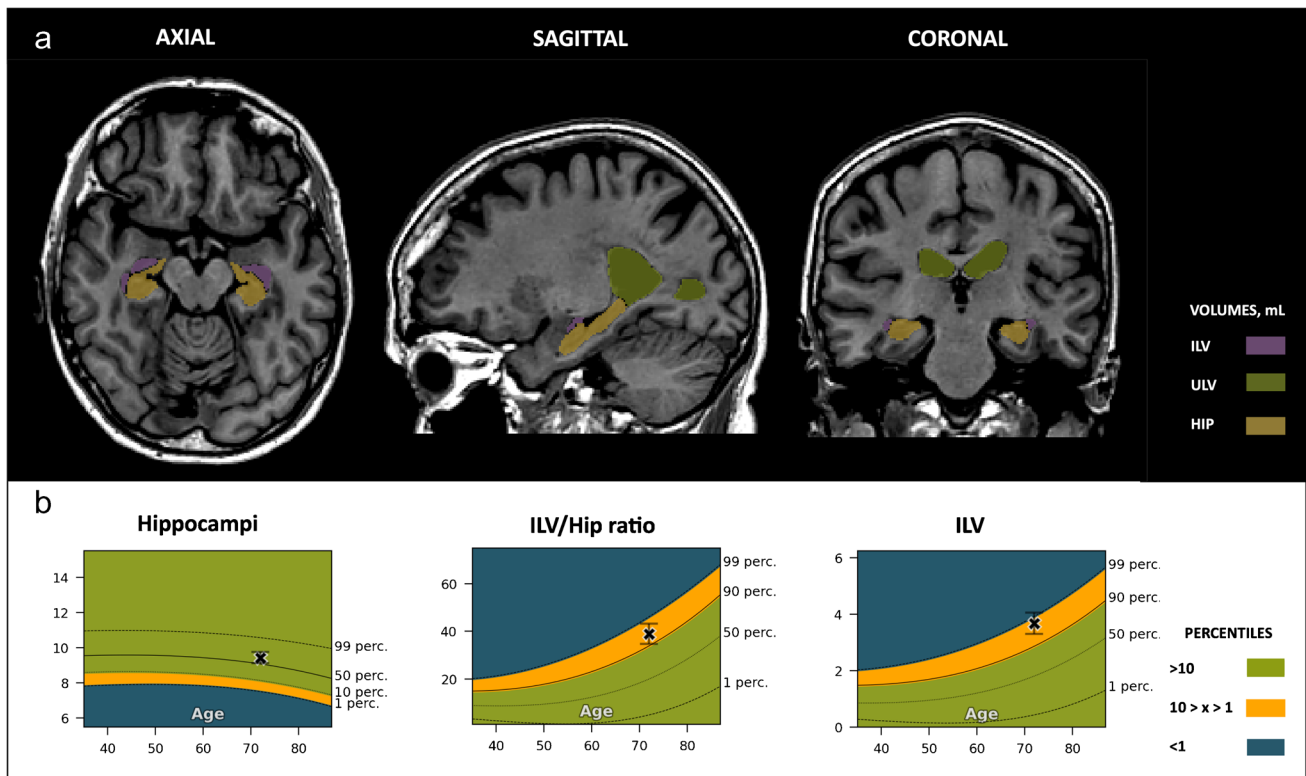 a
AXIAL SAGITTAL CORONAL
VOLUMES, mL
ILV
ULV
HIP
b
Hippocampi
14
12
10
8
6
99 perc.
50 perc.
10 perc.
1 perc.
Age
40 50 60 70 80
ILV/Hip ratio
60
40
20
99 perc.
90 perc.
50 perc.
1 perc.
Age
40 50 60 70 80
ILV
6
4
2
0
99 perc.
90 perc.
50 perc.
1 perc.
Age
40 50 60 70 80
PERCENTILES
>10
10 > x > 1
<1